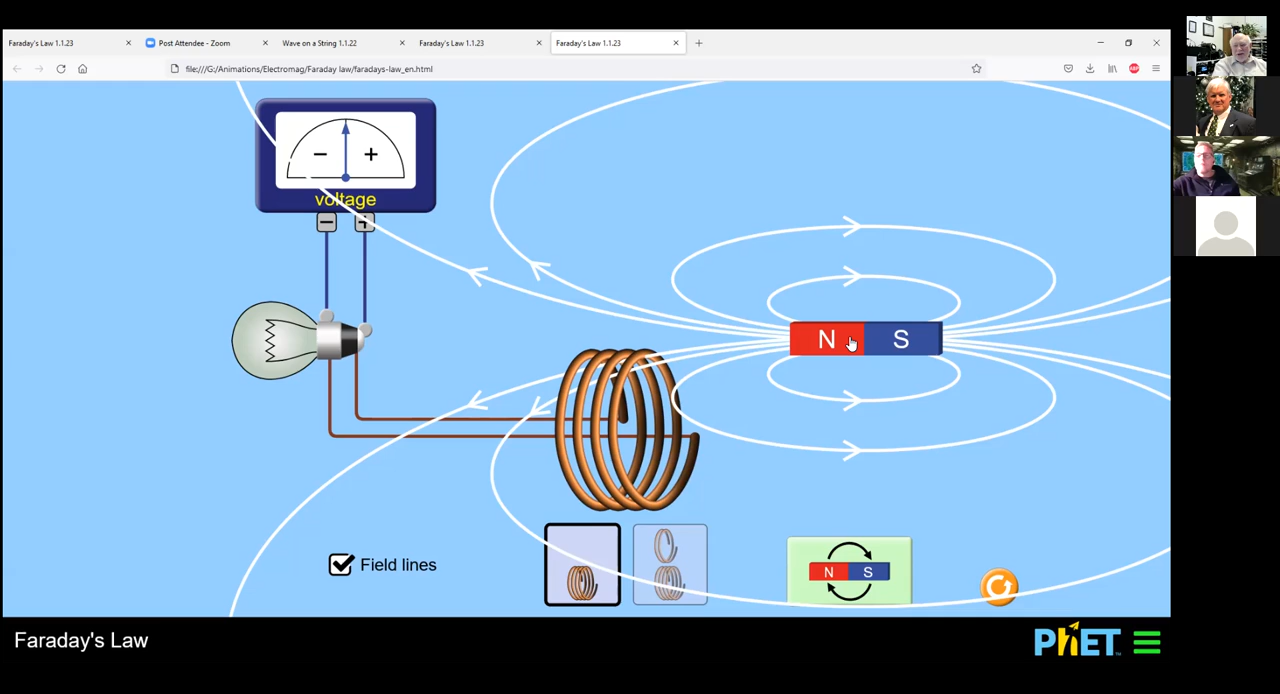 Faraday's Law 1.1.23
Post Attendee - Zoom
Wave on a String 1.1.22
Faraday's Law 1.1.23
Faraday's Law 1.1.23
file:///G:/Animations/Electromag/Faraday law/faradays-law_en.html
ABP
− +
voltage
− +
N S
Field lines
N S
Faraday's Law
PhET